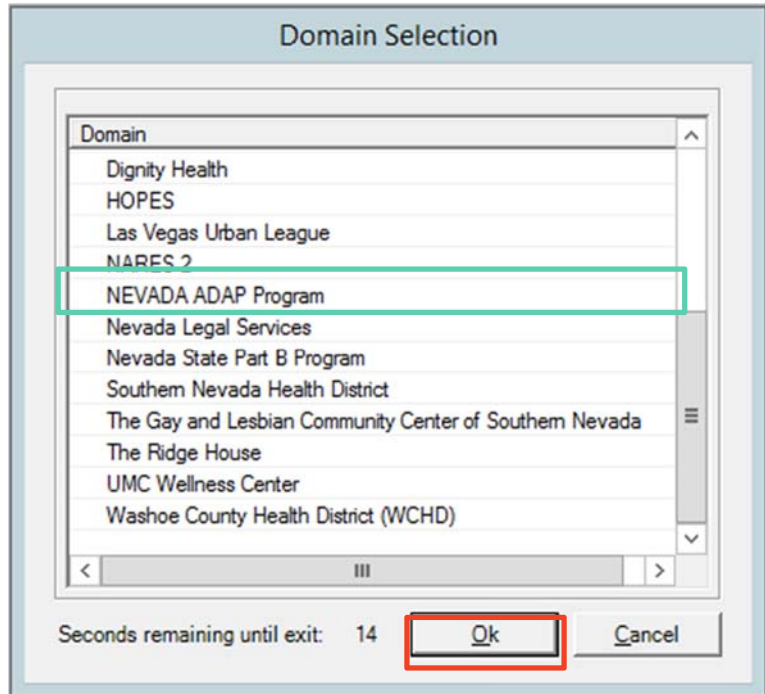 Domain Selection
Domain
Dignity Health
HOPES
Las Vegas Urban League
NARES 2
NEVADA ADAP Program
Nevada Legal Services
Nevada State Part B Program
Southern Nevada Health District
The Gay and Lesbian Community Center of Southern Nevada
The Ridge House
UMC Wellness Center
Washoe County Health District (WCHD)
Seconds remaining until exit: 14 Ok Cancel